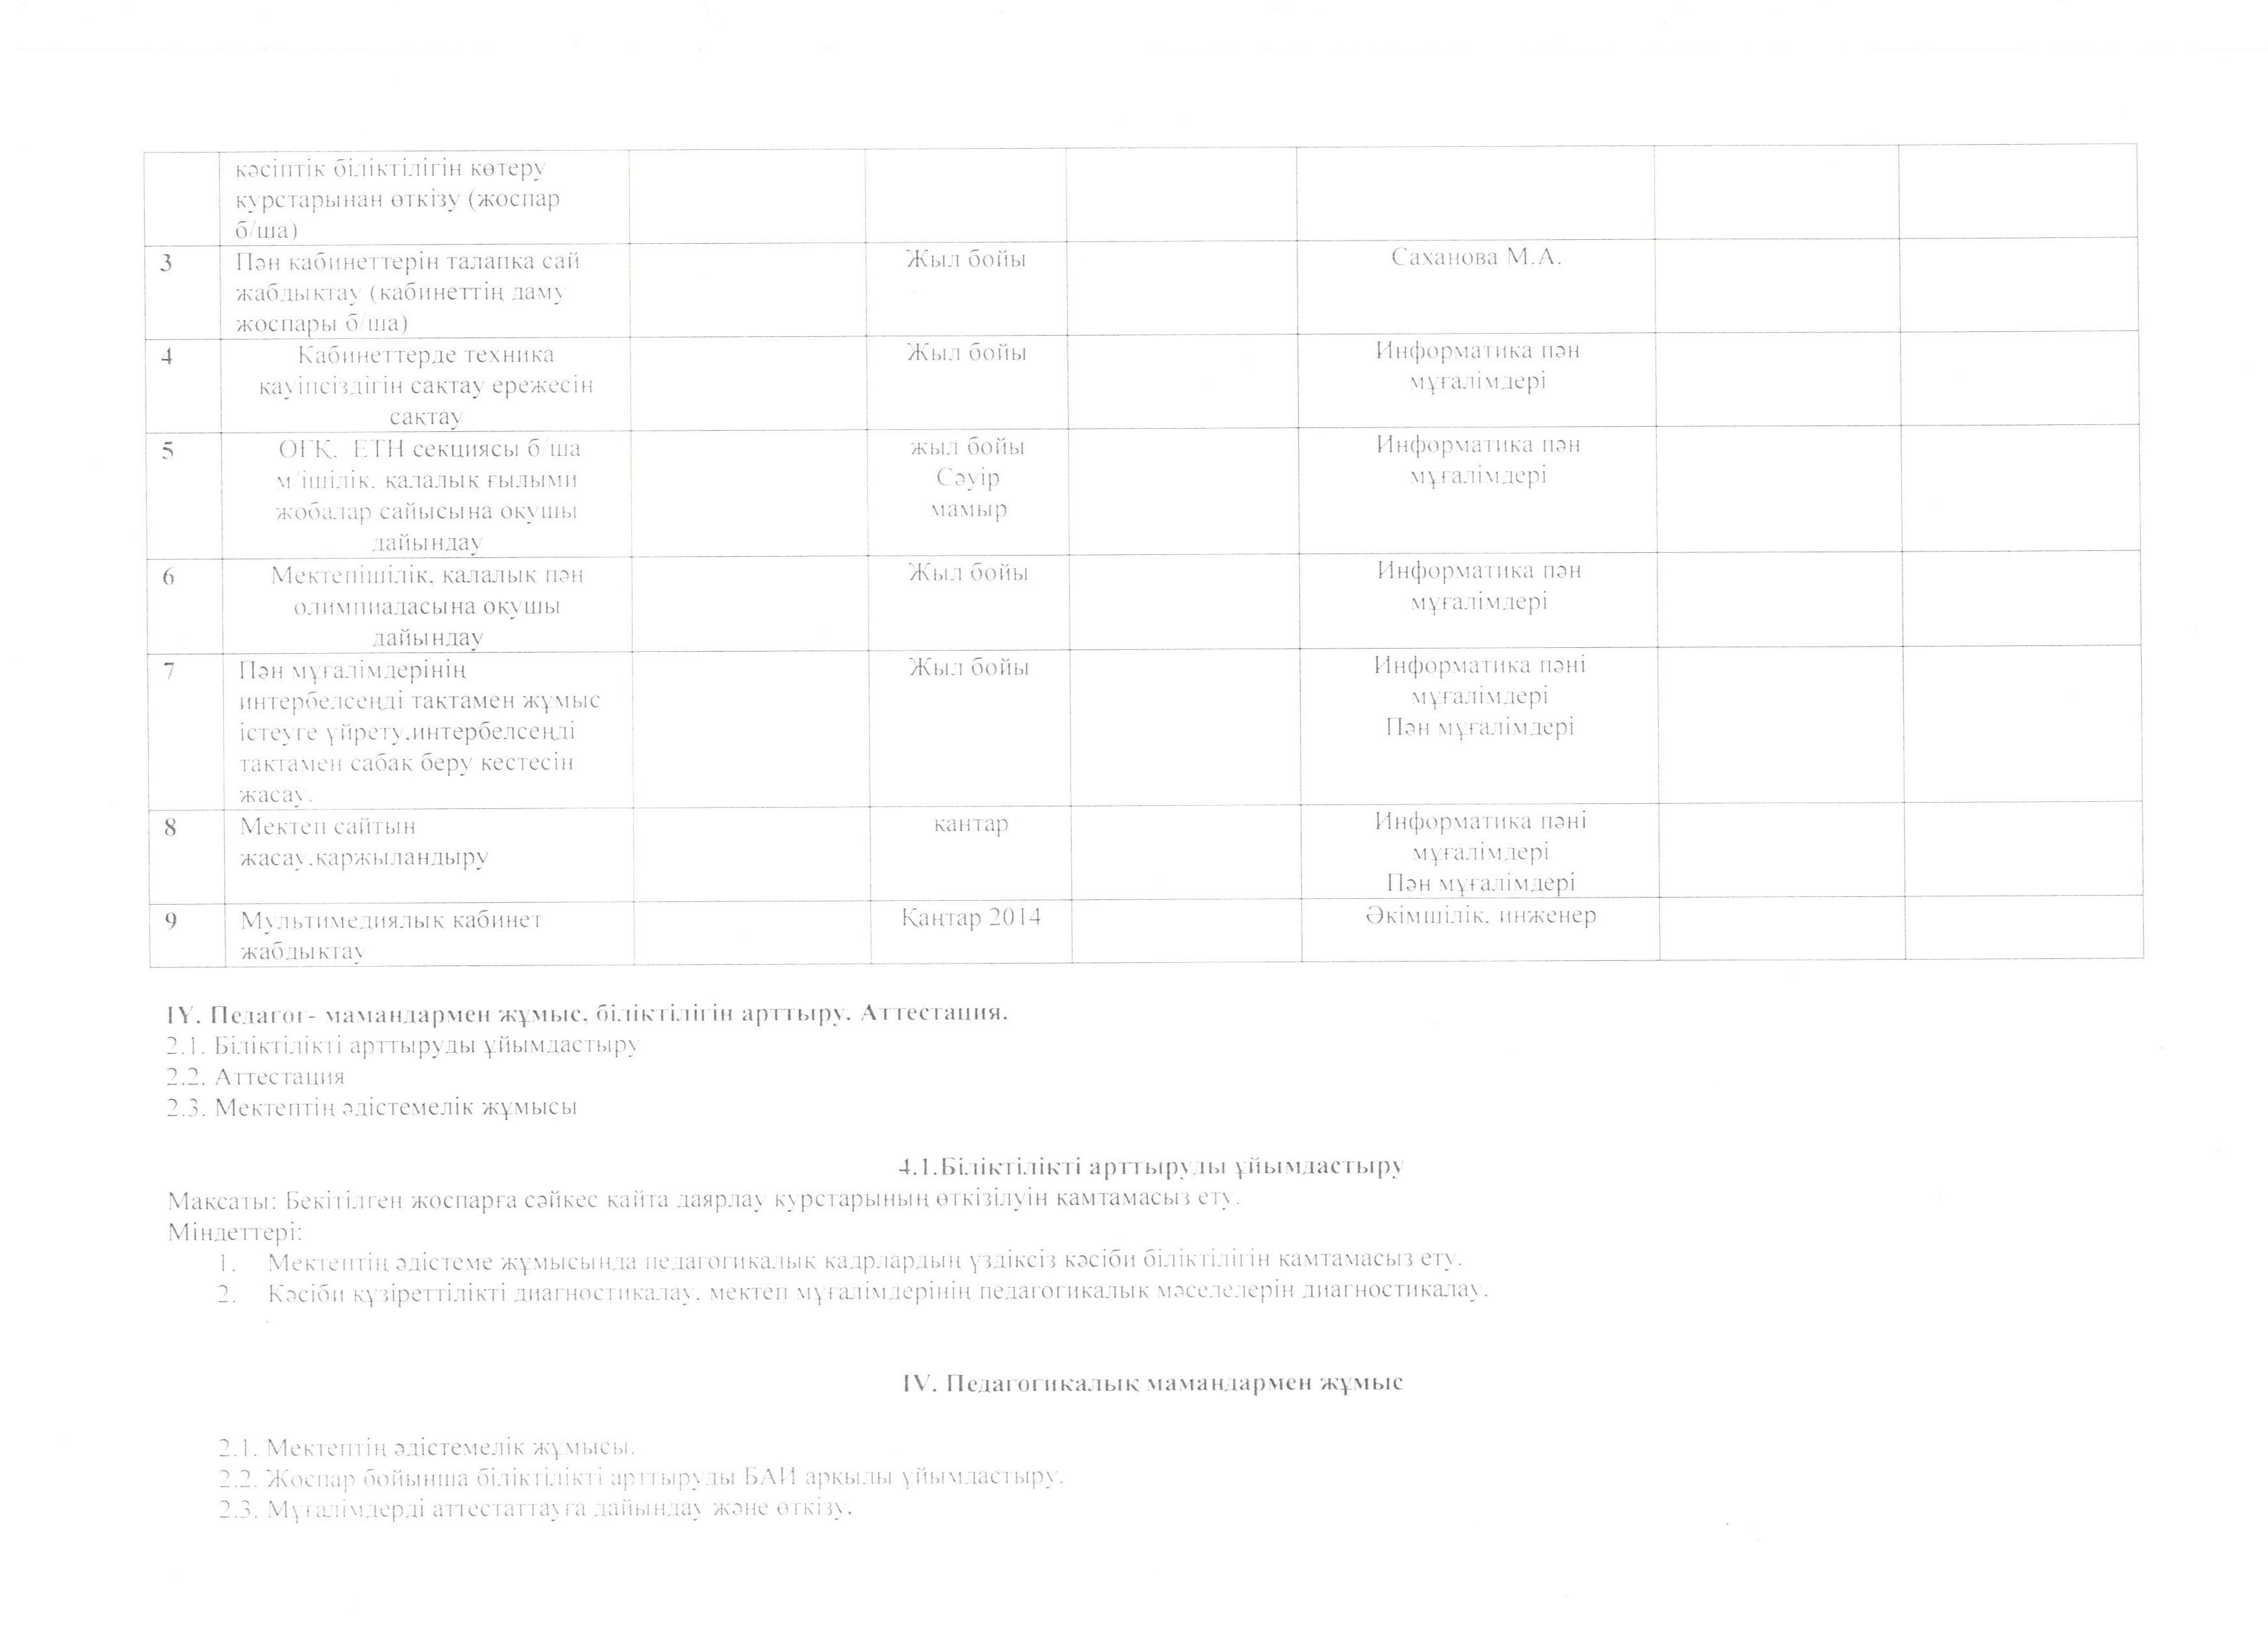 кәсіптік біліктілігін көтеру
курстарынан өткізу (жоспар
б/ша)
3 Пән кабинеттерін талапқа сай Жыл бойы Саханова М.А.
жабдықтау (кабинеттің даму
жоспары б/ша)
4 Кабинеттерде техника Жыл бойы Информатика пән
қауіпсіздігін сақтау ережесін мұғалімдері
сақтау
5 ОҒҚ, ЕТН секциясы б/ша жыл бойы Информатика пән
м/ішілік, қалалық ғылыми Сәуір мұғалімдері
жобалар сайысына оқушы мамыр
дайындау
6 Мектепішілік, қалалық пән Жыл бойы Информатика пән
олимпиадасына оқушы мұғалімдері
дайындау
7 Пән мұғалімдерінің Жыл бойы Информатика пәні
интербелсенді тақтамен жұмыс мұғалімдері
істеуге үйрету.интербелсенді Пән мұғалімдері
тақтамен сабақ беру кестесін
жасау.
8 Мектеп сайтын қантар Информатика пәні
жасау.қаржыландыру мұғалімдері
Пән мұғалімдері
9 Мультимедиялық кабинет Қаңтар 2014 Әкімшілік, инженер
жабдықтау
IY. Педагог- мамандармен жұмыс, біліктілігін арттыру. Аттестация.
2.1. Біліктілікті арттыруды ұйымдастыру
2.2. Аттестация
2.3. Мектептің әдістемелік жұмысы
4.1.Біліктілікті арттыруды ұйымдастыру
Мақсаты: Бекітілген жоспарға сәйкес қайта даярлау курстарының өткізілуін қамтамасыз ету.
Міндеттері:
1. Мектептің әдістеме жұмысында педагогикалық кадрлардың үздіксіз кәсіби біліктілігін қамтамасыз ету.
2. Кәсіби құзіреттілікті диагностикалау, мектеп мұғалімдерінің педагогикалық мәселелерін диагностикалау.
IV. Педагогикалық мамандармен жұмыс
2.1. Мектептің әдістемелік жұмысы.
2.2. Жоспар бойынша біліктілікті арттыруды БАИ арқылы ұйымдастыру.
2.3. Мұғалімдерді аттестаттауға дайындау және өткізу.